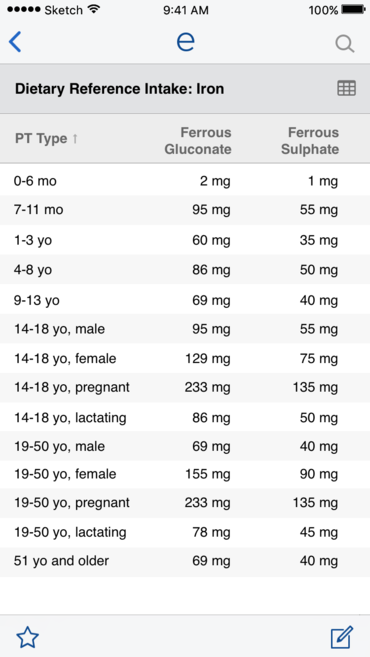 Sketch 9:41 AM 100%
e
Dietary Reference Intake: Iron
PT Type ↑ Ferrous Gluconate Ferrous Sulphate
0-6 mo 2 mg 1 mg
7-11 mo 95 mg 55 mg
1-3 yo 60 mg 35 mg
4-8 yo 86 mg 50 mg
9-13 yo 69 mg 40 mg
14-18 yo, male 95 mg 55 mg
14-18 yo, female 129 mg 75 mg
14-18 yo, pregnant 233 mg 135 mg
14-18 yo, lactating 86 mg 50 mg
19-50 yo, male 69 mg 40 mg
19-50 yo, female 155 mg 90 mg
19-50 yo, pregnant 233 mg 135 mg
19-50 yo, lactating 78 mg 45 mg
51 yo and older 69 mg 40 mg